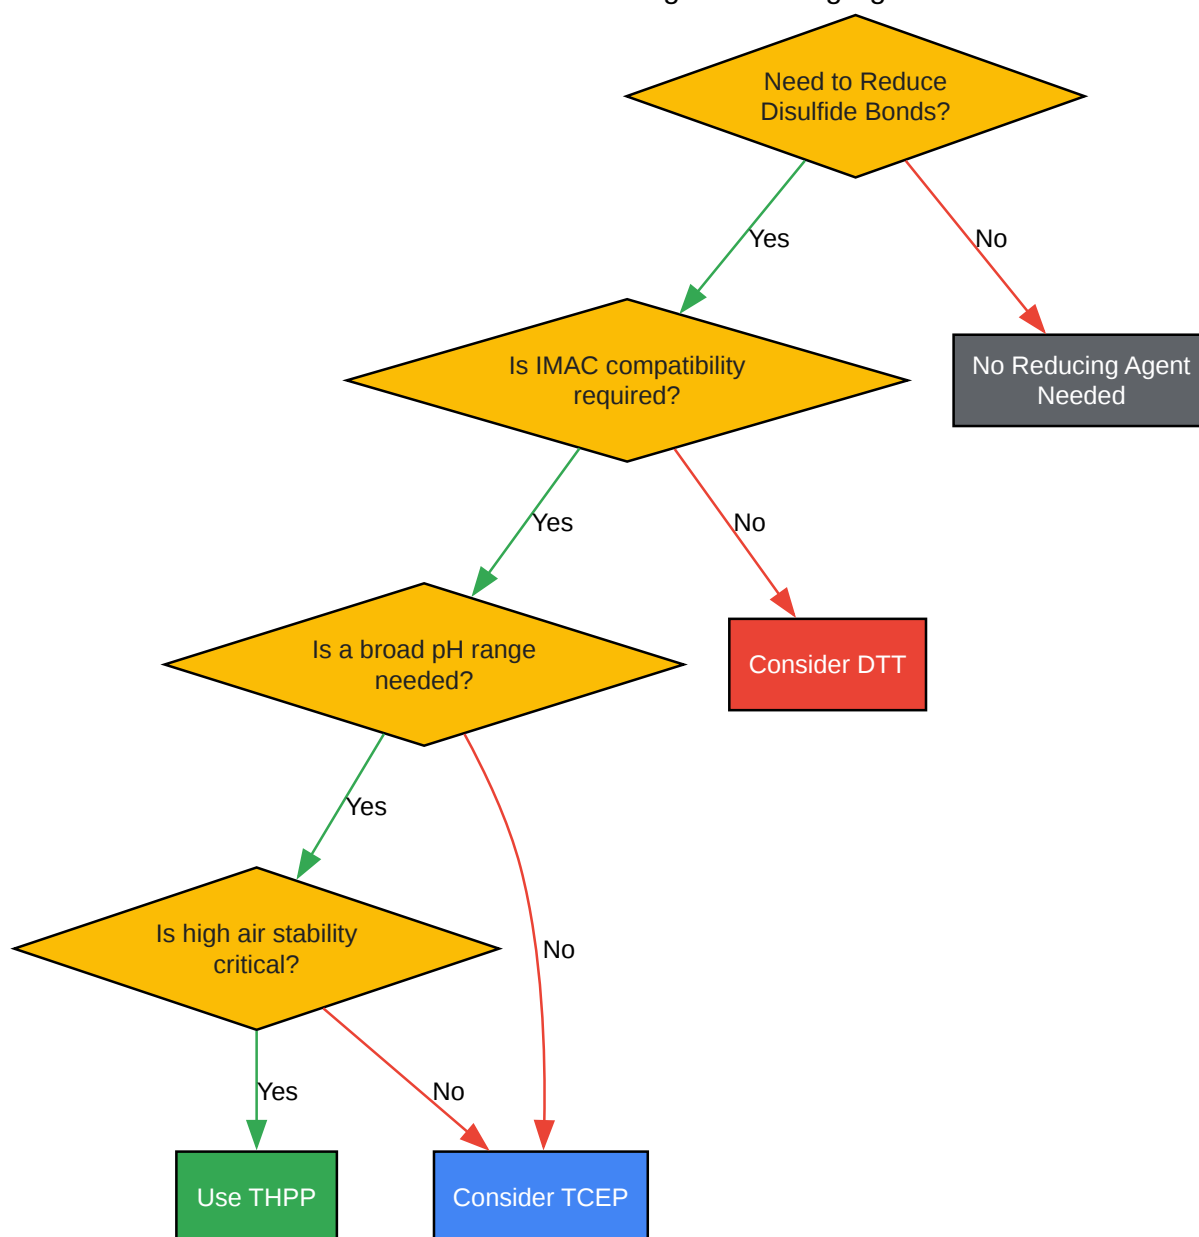 Need to Reduce
Disulfide Bonds?
Yes
No
Is IMAC compatibility
required?
No Reducing Agent
Needed
Yes
No
Is a broad pH range
needed?
Consider DTT
Yes
Is high air stability
critical?
No
Yes
No
Use THPP
Consider TCEP